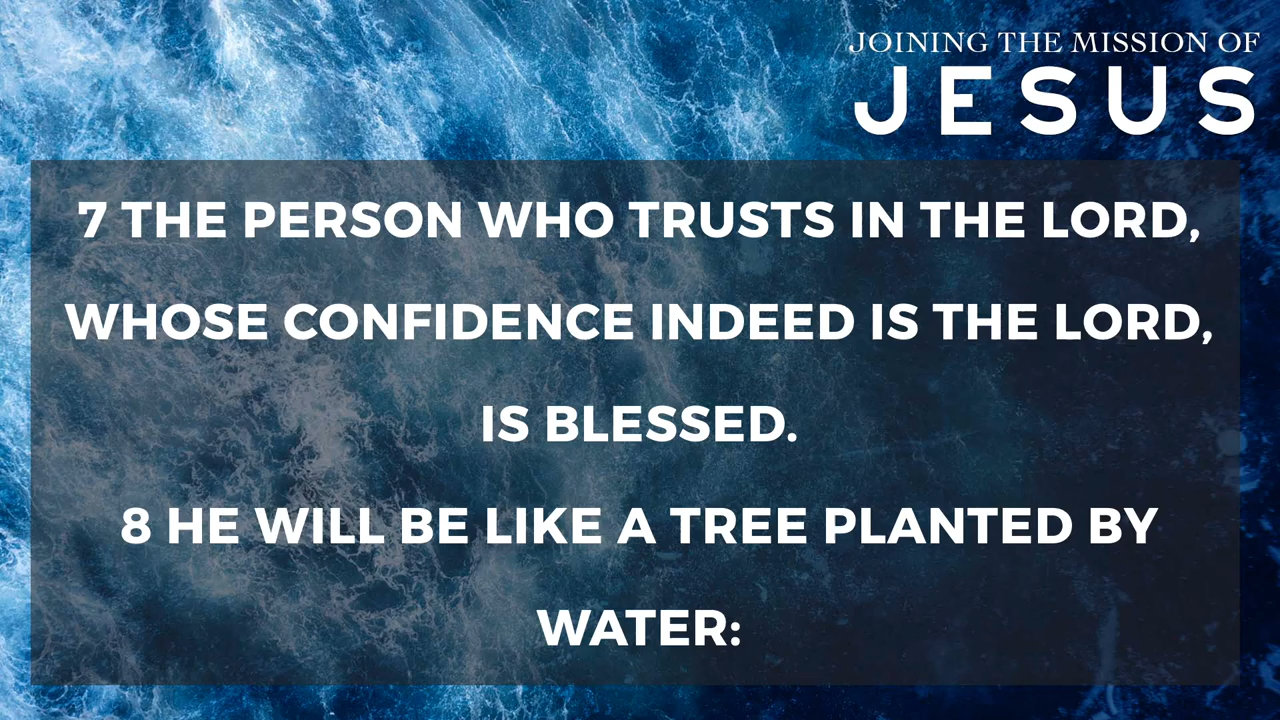 JOINING THE MISSION OF
JESUS
7 THE PERSON WHO TRUSTS IN THE LORD,
WHOSE CONFIDENCE INDEED IS THE LORD,
IS BLESSED.
8 HE WILL BE LIKE A TREE PLANTED BY
WATER: